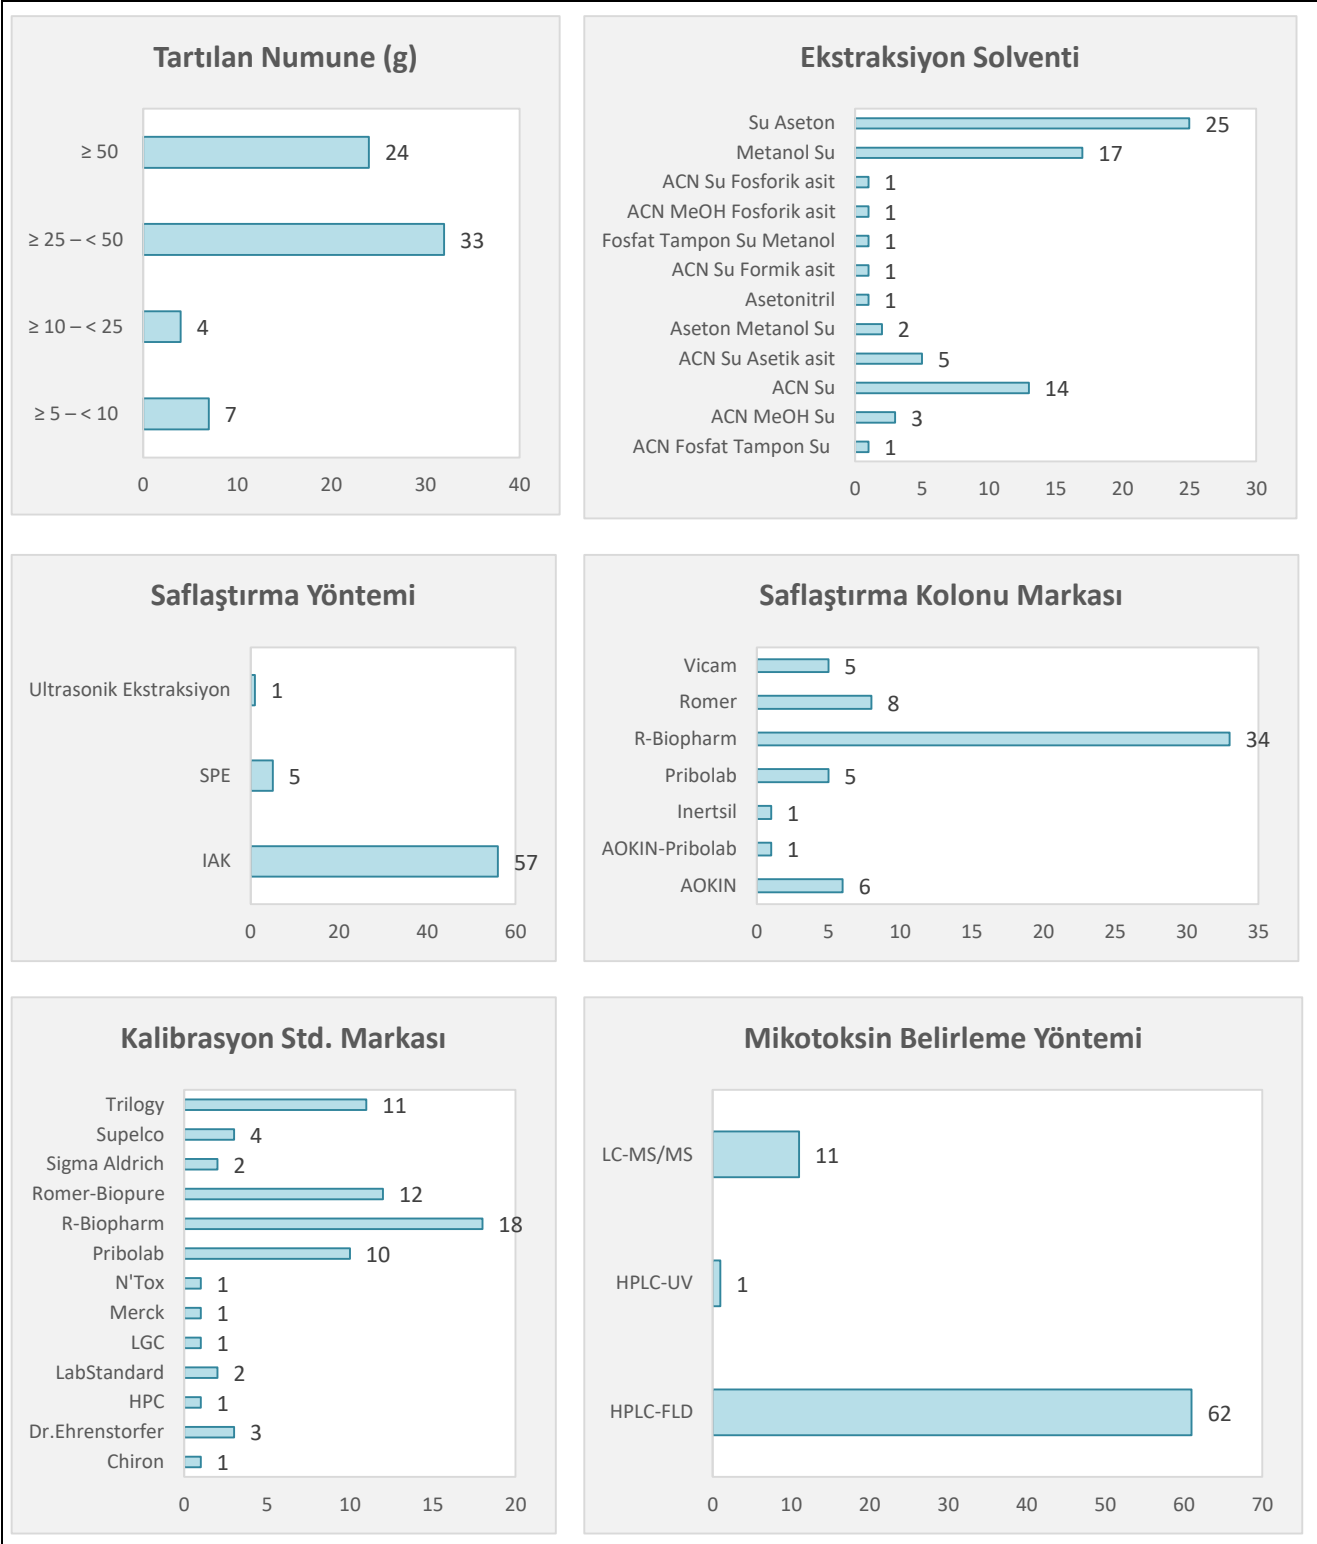 Tartılan Numune (g)
≥ 50
24
≥ 25 – < 50
33
≥ 10 – < 25
4
≥ 5 – < 10
7
0 10 20 30 40
Ekstraksiyon Solventi
Su Aseton 25
Metanol Su 17
ACN Su Fosforik asit 1
ACN MeOH Fosforik asit 1
Fosfat Tampon Su Metanol 1
ACN Su Formik asit 1
Asetonitril 1
Aseton Metanol Su 2
ACN Su Asetik asit 5
ACN Su 14
ACN MeOH Su 3
ACN Fosfat Tampon Su 1
0 5 10 15 20 25 30
Saflaştırma Yöntemi
Ultrasonik Ekstraksiyon 1
SPE 5
IAK 57
0 20 40 60
Saflaştırma Kolonu Markası
Vicam 5
Romer 8
R-Biopharm 34
Pribolab 5
Inertsil 1
AOKIN-Pribolab 1
AOKIN 6
0 5 10 15 20 25 30 35
Kalibrasyon Std. Markası
Trilogy 11
Supelco 4
Sigma Aldrich 2
Romer-Biopure 12
R-Biopharm 18
Pribolab 10
N'Tox 1
Merck 1
LGC 1
LabStandard 2
HPC 1
Dr.Ehrenstorfer 3
Chiron 1
0 5 10 15 20
Mikotoksin Belirleme Yöntemi
LC-MS/MS 11
HPLC-UV 1
HPLC-FLD 62
0 10 20 30 40 50 60 70